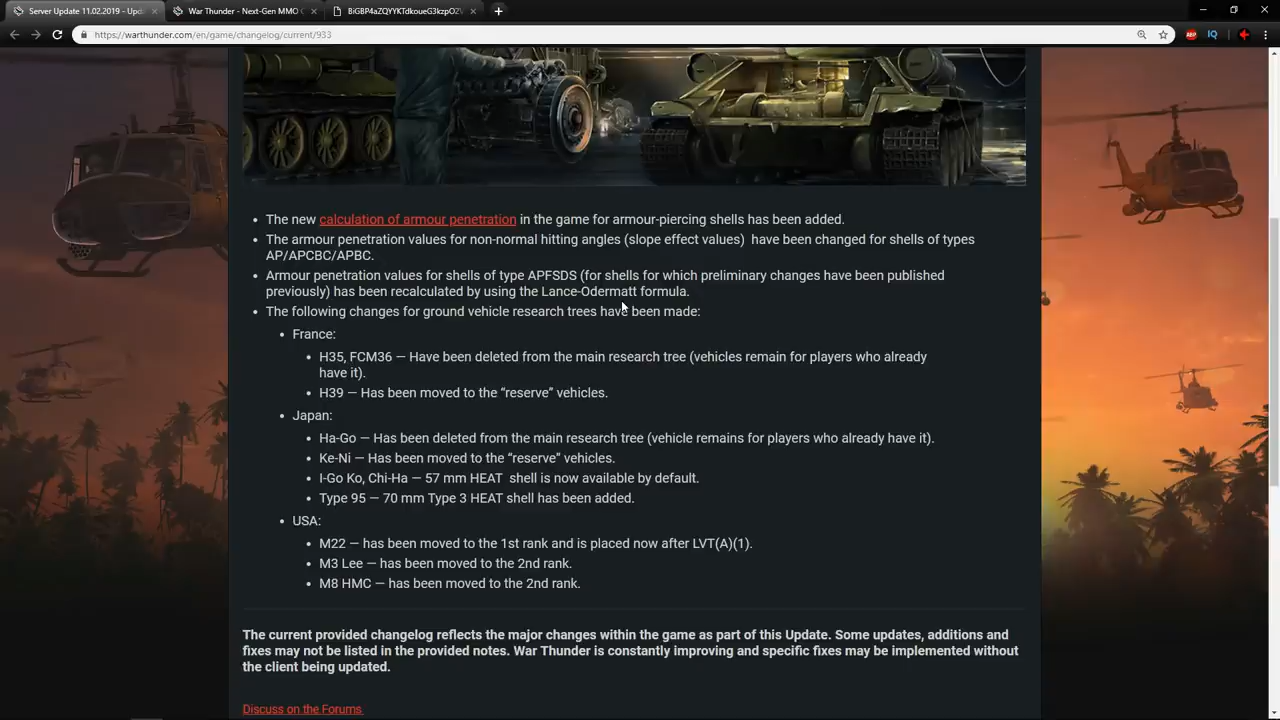 Server Update 11.02.2019 - Upd
War Thunder - Next-Gen MMO C
BiGBP4aZQYYKTdkoueG3kzpOZ
https://warthunder.com/en/game/changelog/current/933
ABP
IQ
The new calculation of armour penetration in the game for armour-piercing shells has been added.
The armour penetration values for non-normal hitting angles (slope effect values) have been changed for shells of types
AP/APCBC/APBC.
Armour penetration values for shells of type APFSDS (for shells for which preliminary changes have been published
previously) has been recalculated by using the Lance-Odermatt formula.
The following changes for ground vehicle research trees have been made:
France:
H35, FCM36 — Have been deleted from the main research tree (vehicles remain for players who already
have it).
H39 — Has been moved to the “reserve” vehicles.
Japan:
Ha-Go — Has been deleted from the main research tree (vehicle remains for players who already have it).
Ke-Ni — Has been moved to the “reserve” vehicles.
I-Go Ko, Chi-Ha — 57 mm HEAT shell is now available by default.
Type 95 — 70 mm Type 3 HEAT shell has been added.
USA:
M22 — has been moved to the 1st rank and is placed now after LVT(A)(1).
M3 Lee — has been moved to the 2nd rank.
M8 HMC — has been moved to the 2nd rank.
The current provided changelog reflects the major changes within the game as part of this Update. Some updates, additions and
fixes may not be listed in the provided notes. War Thunder is constantly improving and specific fixes may be implemented without
the client being updated.
Discuss on the Forums